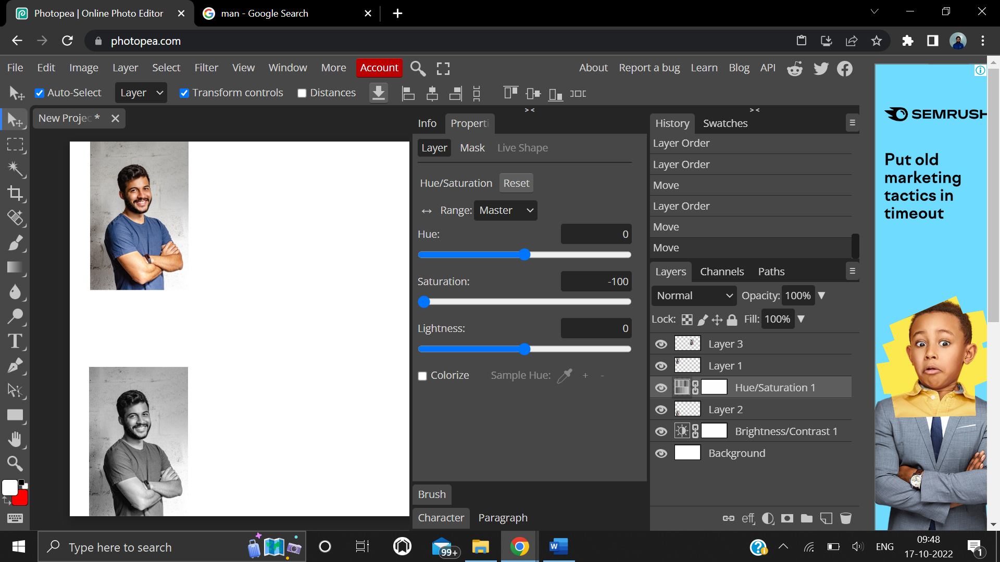 Photopea | Online Photo Editor
man - Google Search
photopea.com
File Edit Image Layer Select Filter View Window More Account
About Report a bug Learn Blog API
Auto-Select Layer Transform controls Distances
New Projec *
> <
> <
Info Properti
Layer Mask Live Shape
Hue/Saturation Reset
Range: Master
Hue: 0
Saturation: -100
Lightness: 0
Colorize Sample Hue: + -
Brush
Character Paragraph
History Swatches
Layer Order
Layer Order
Move
Layer Order
Move
Move
Layers Channels Paths
Normal Opacity: 100%
Lock: Fill: 100%
Layer 3
Layer 1
Hue/Saturation 1
Layer 2
Brightness/Contrast 1
Background
eff
SEMRUSH
Put old
marketing
tactics in
timeout
Type here to search
99+
W
ENG
09:48
17-10-2022
1